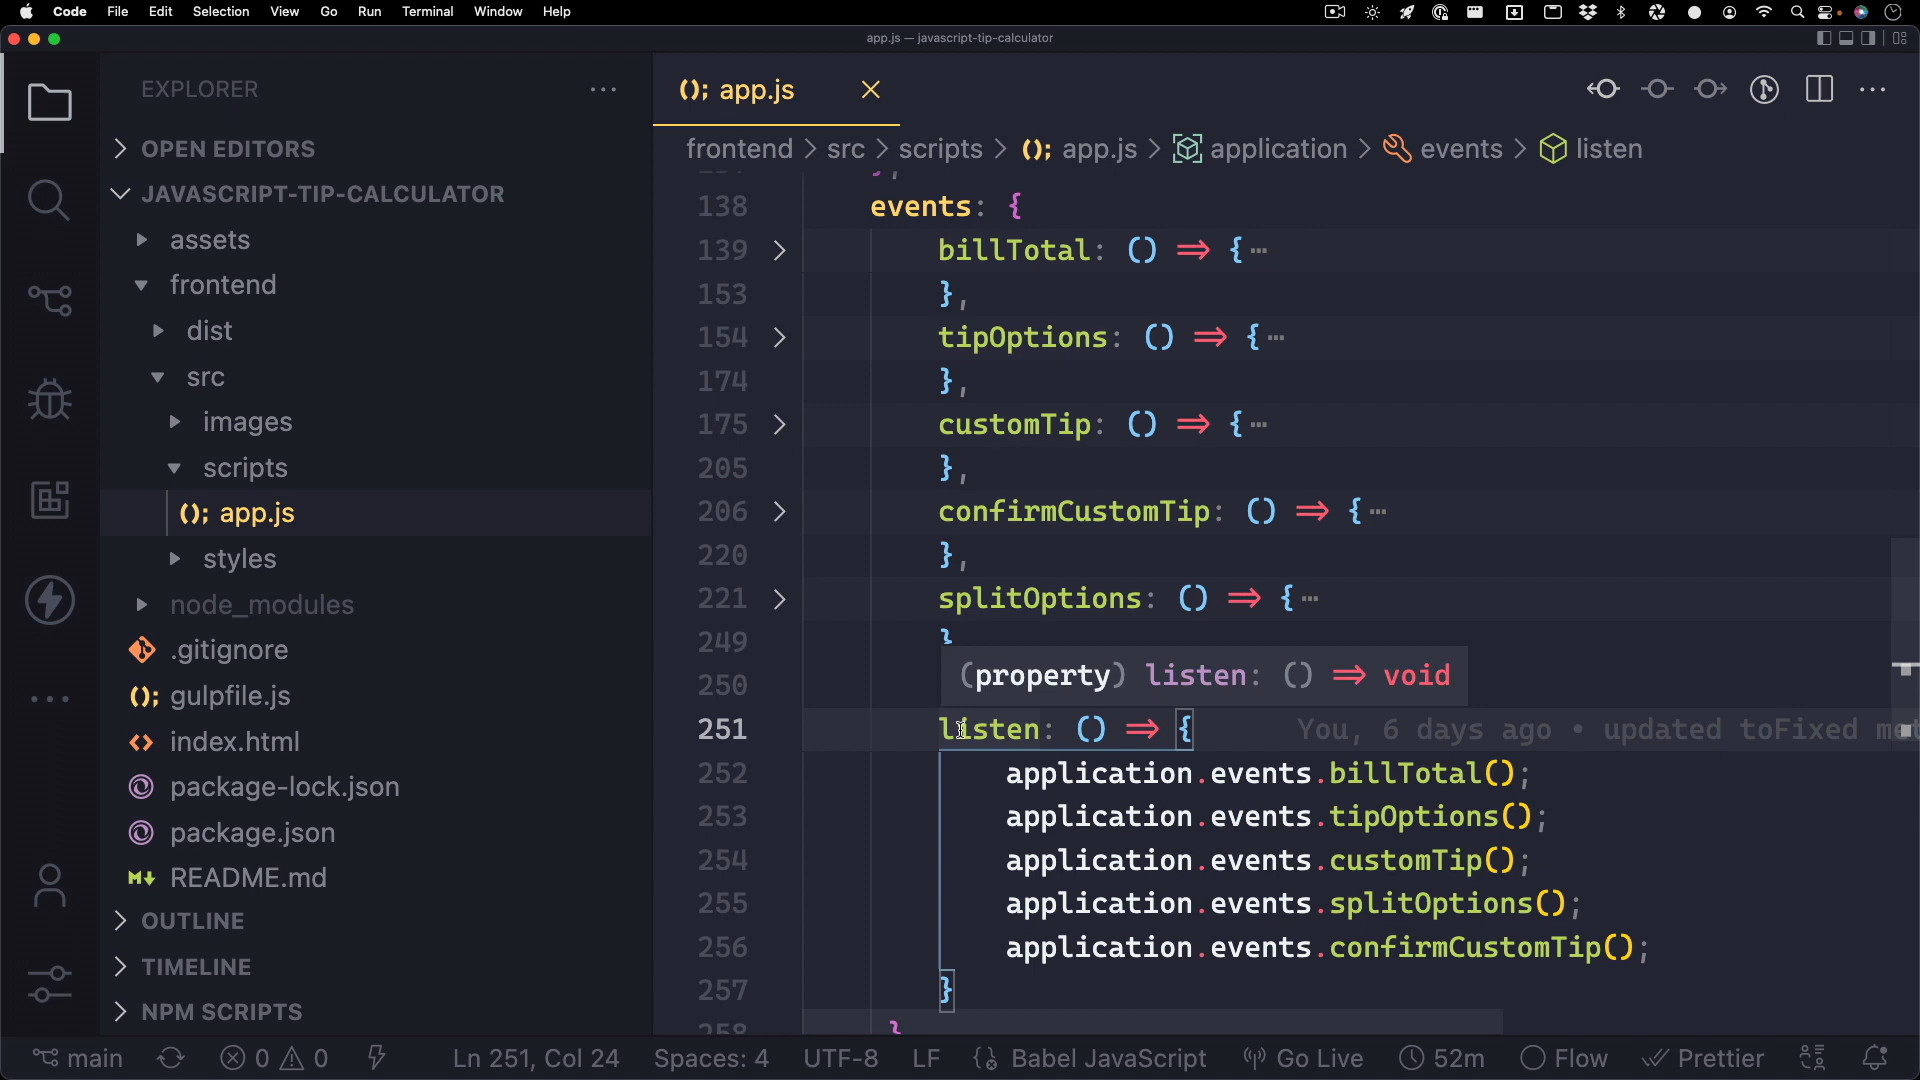 Code File Edit Selection View Go Run Terminal Window Help
app.js — javascript-tip-calculator
EXPLORER
OPEN EDITORS
JAVASCRIPT-TIP-CALCULATOR
assets
frontend
dist
src
images
scripts
(); app.js
styles
node_modules
.gitignore
(); gulpfile.js
index.html
package-lock.json
package.json
README.md
OUTLINE
TIMELINE
NPM SCRIPTS
(); app.js
frontend > src > scripts > (); app.js > application > events > listen
138 events: {
139 billTotal: () => {…
153 },
154 tipOptions: () => {…
174 },
175 customTip: () => {…
205 },
206 confirmCustomTip: () => {…
220 },
221 splitOptions: () => {…
249 }
250
(property) listen: () => void
251 listen: () => { You, 6 days ago • updated toFixed
252 application.events.billTotal();
253 application.events.tipOptions();
254 application.events.customTip();
255 application.events.splitOptions();
256 application.events.confirmCustomTip();
257 }
258 }
main 0 0 Ln 251, Col 24 Spaces: 4 UTF-8 LF Babel JavaScript Go Live 52m Flow Prettier